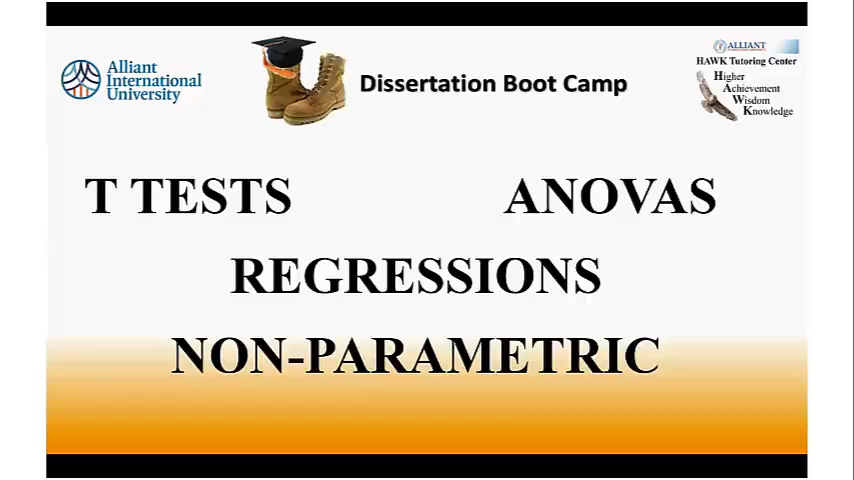 Alliant
International
University
Dissertation Boot Camp
ALLIANT
HAWK Tutoring Center
Higher
Achievement
Wisdom
Knowledge
T TESTS
ANOVAS
REGRESSIONS
NON-PARAMETRIC